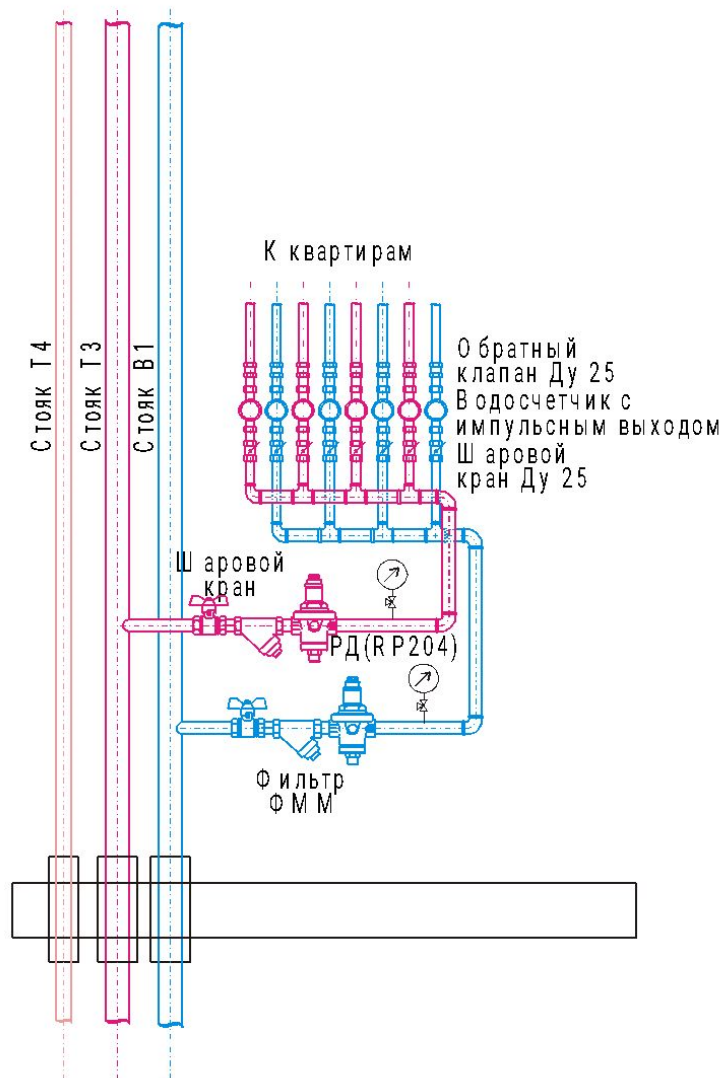 К квартирам
Стояк Т4
Стояк Т3
Стояк В1
Обратный
клапан Ду 25
Водосчетчик с
импульсным выходом
Шаровой
кран Ду 25
Шаровой
кран
РД(RP204)
Фильтр
ФММ